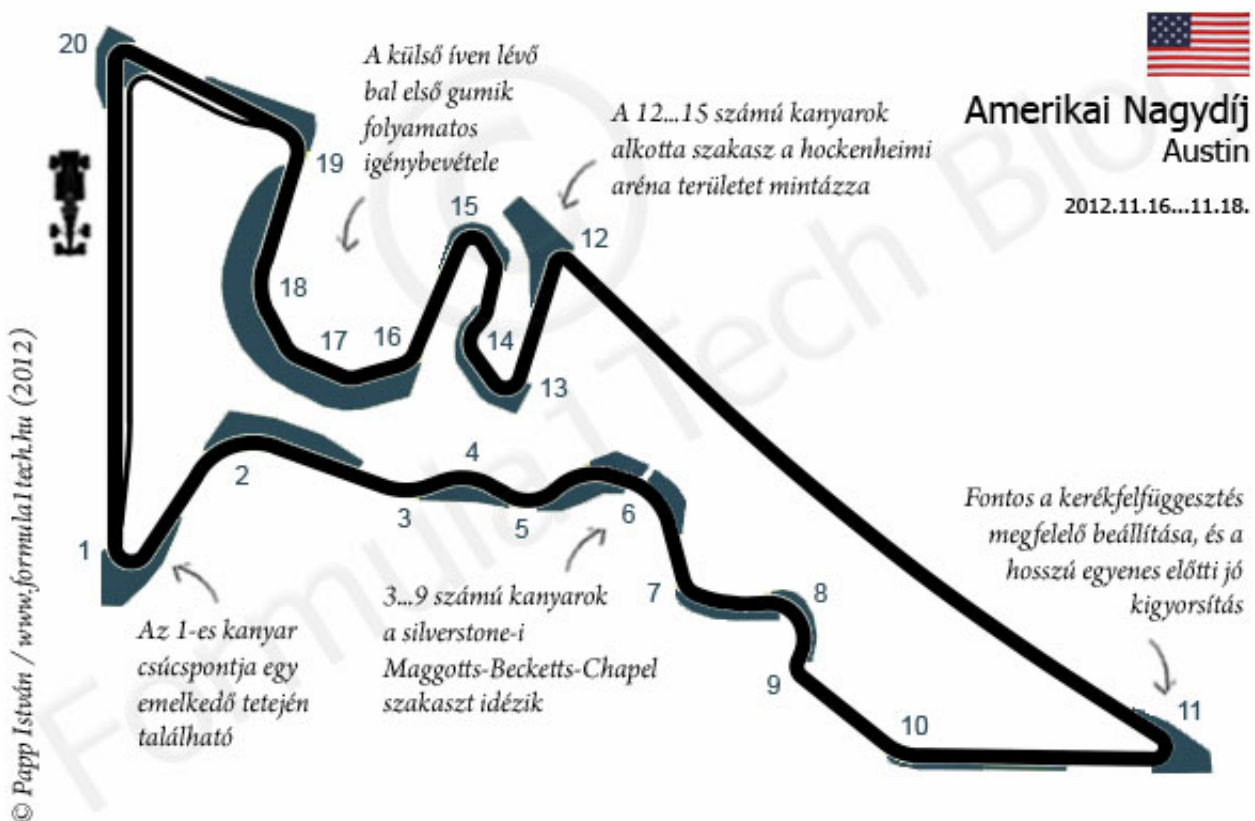 Amerikai Nagydíj
Austin
2012.11.16...11.18.
A külső íven lévő
bal első gumik
folyamatos
igénybevétele
A 12...15 számú kanyarok
alkotta szakasz a hockenheimi
aréna területet mintázza
Fontos a kerékfelfüggesztés
megfelelő beállítása, és a
hosszú egyenes előtti jó
kigyorsítás
3...9 számú kanyarok
a silverstone-i
Maggotts-Becketts-Chapel
szakaszt idézik
Az 1-es kanyar
csúcspontja egy
emelkedő tetején
található
1
2
3
4
5
6
7
8
9
10
11
12
13
14
15
16
17
18
19
20
© Papp István / www.formula1tech.hu (2012)
© Formula1 Tech Blog